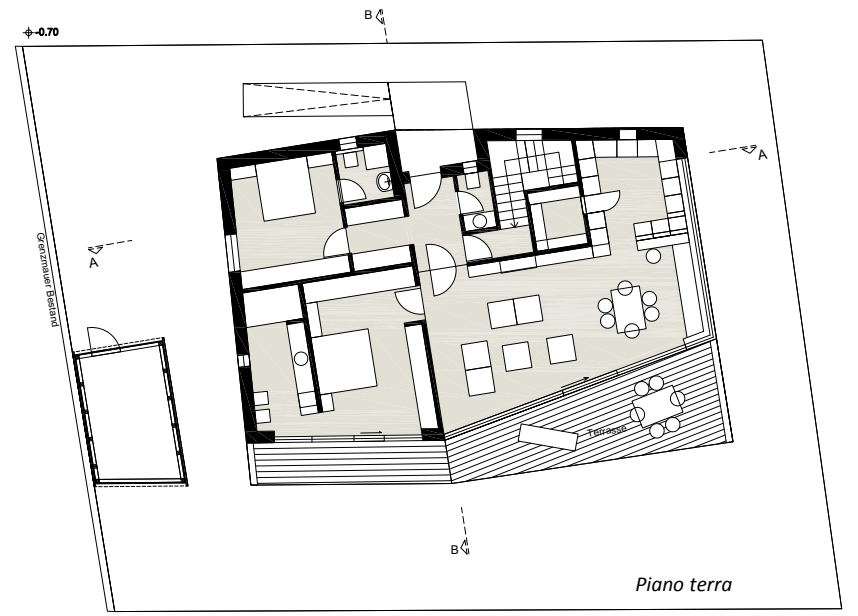 B
-0.70
A
A
Grenzmauer Bestand
Terrasse
B
Piano terra